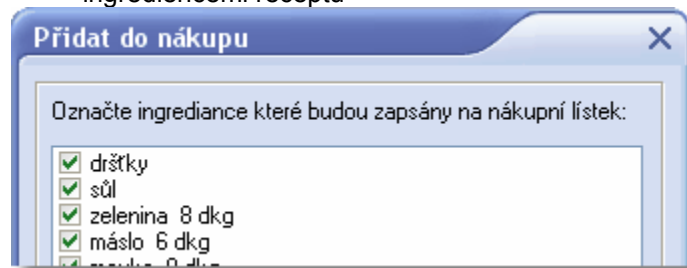 Přidat do nákupu
Označte ingrediance které budou zapsány na nákupní lístek:
dršťky
sůl
zelenina 8 dkg
máslo 6 dkg